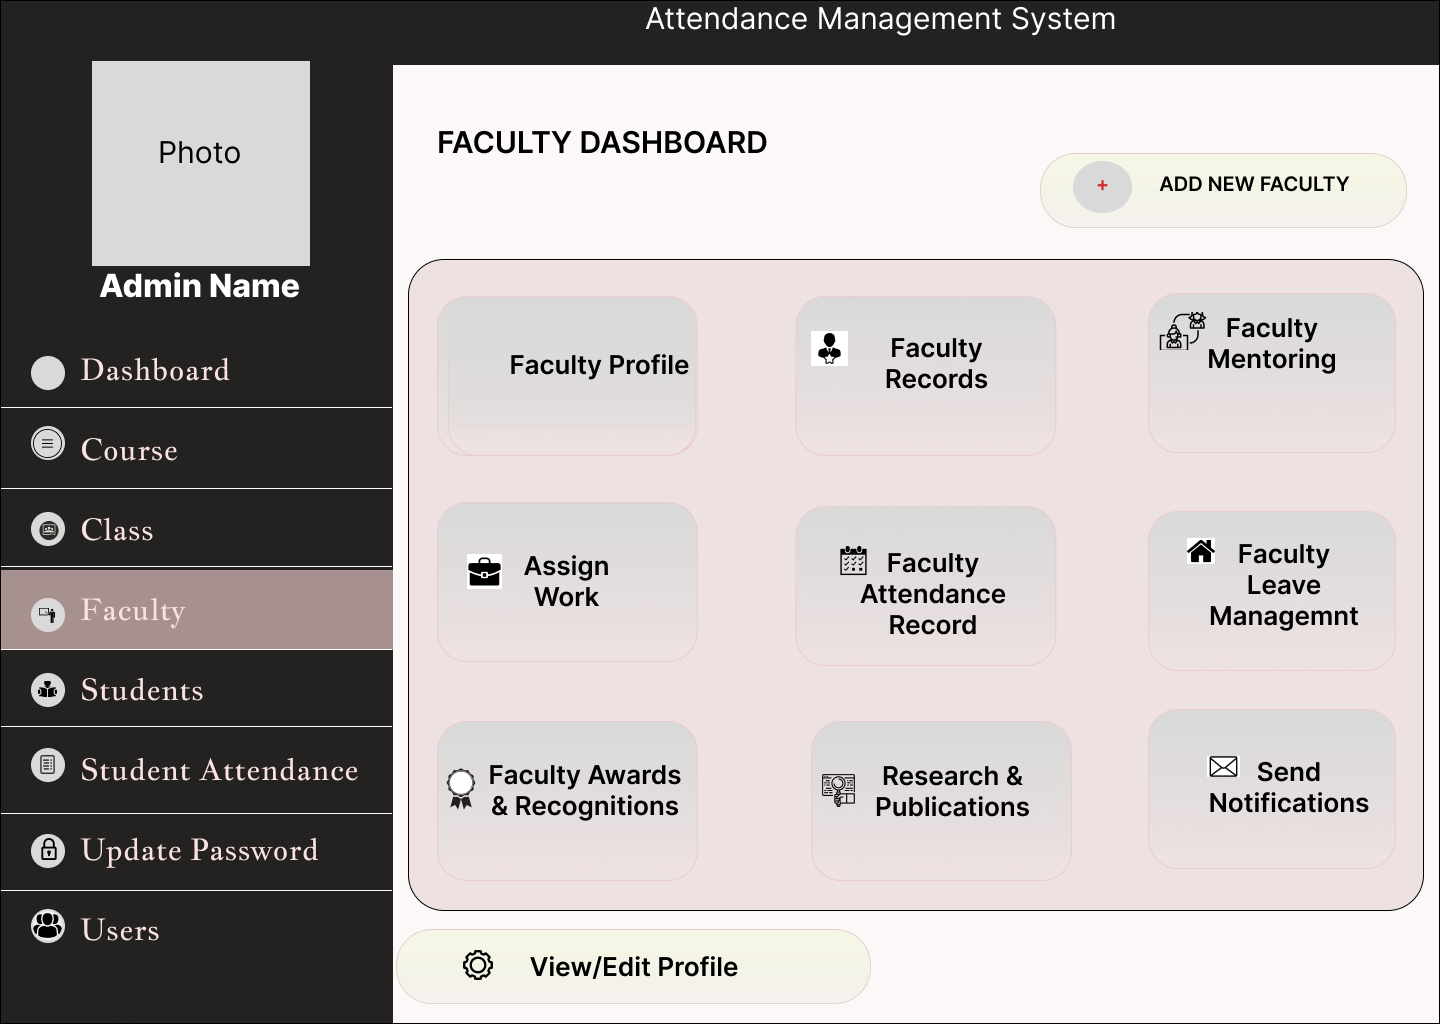 Attendance Management System
Photo
Admin Name
Dashboard
Course
Class
Faculty
Students
Student Attendance
Update Password
Users
FACULTY DASHBOARD
+ ADD NEW FACULTY
Faculty Profile
Faculty
Records
Faculty
Mentoring
Assign
Work
Faculty
Attendance
Record
Faculty
Leave
Managemnt
Faculty Awards
& Recognitions
Research &
Publications
Send
Notifications
View/Edit Profile